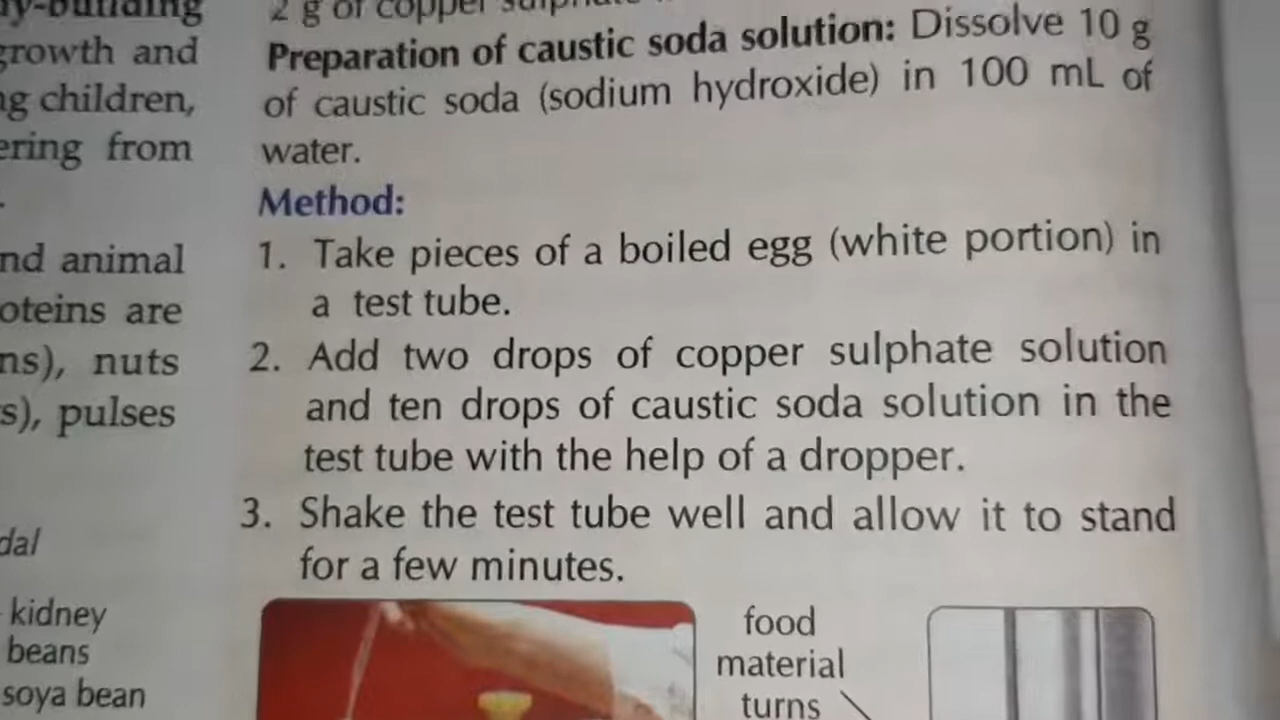 growth and
children,
from
nd animal
oteins are
nuts
pulses
dal
kidney
beans
soya bean
2 g of copper
Preparation of caustic soda solution: Dissolve 10 g
of caustic soda (sodium hydroxide) in 100 mL of
water.
Method:
1. Take pieces of a boiled egg (white portion) in
a test tube.
2. Add two drops of copper sulphate solution
and ten drops of caustic soda solution in the
test tube with the help of a dropper.
3. Shake the test tube well and allow it to stand
for a few minutes.
food
material
turns